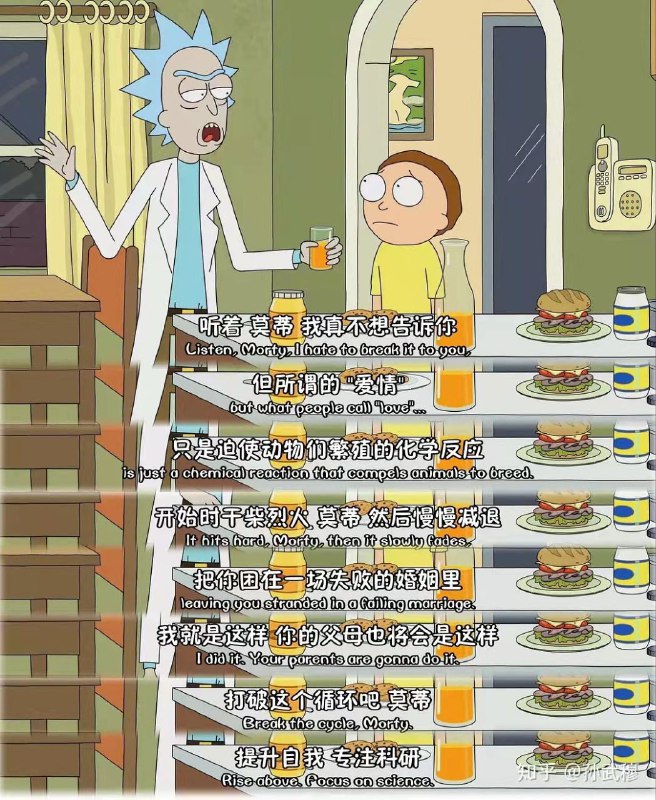 听着 莫蒂 我真不想告诉你
Listen, Morty, I hate to break it to you,
但所谓的 "爱情"
but what people call "love"...
只是迫使动物们繁殖的化学反应
is just a chemical reaction that compels animals to breed.
开始时干柴烈火 莫蒂 然后慢慢减退
It hits hard, Morty, then it slowly fades,
把你困在一场失败的婚姻里
leaving you stranded in a failing marriage.
我就是这样 你的父母也将会是这样
I did it. Your parents are gonna do it.
打破这个循环吧 莫蒂
Break the cycle, Morty.
提升自我 专注科研
Rise above. Focus on science.
知乎 @孙武穆